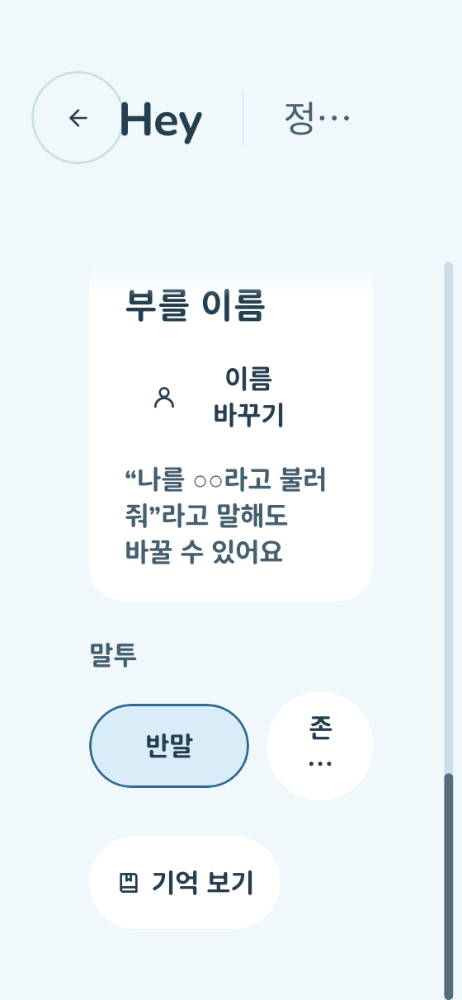 Hey
정…
부를 이름
이름
바꾸기
“나를 ○○라고 불러
줘”라고 말해도
바꿀 수 있어요
말투
반말
존
…
기억 보기